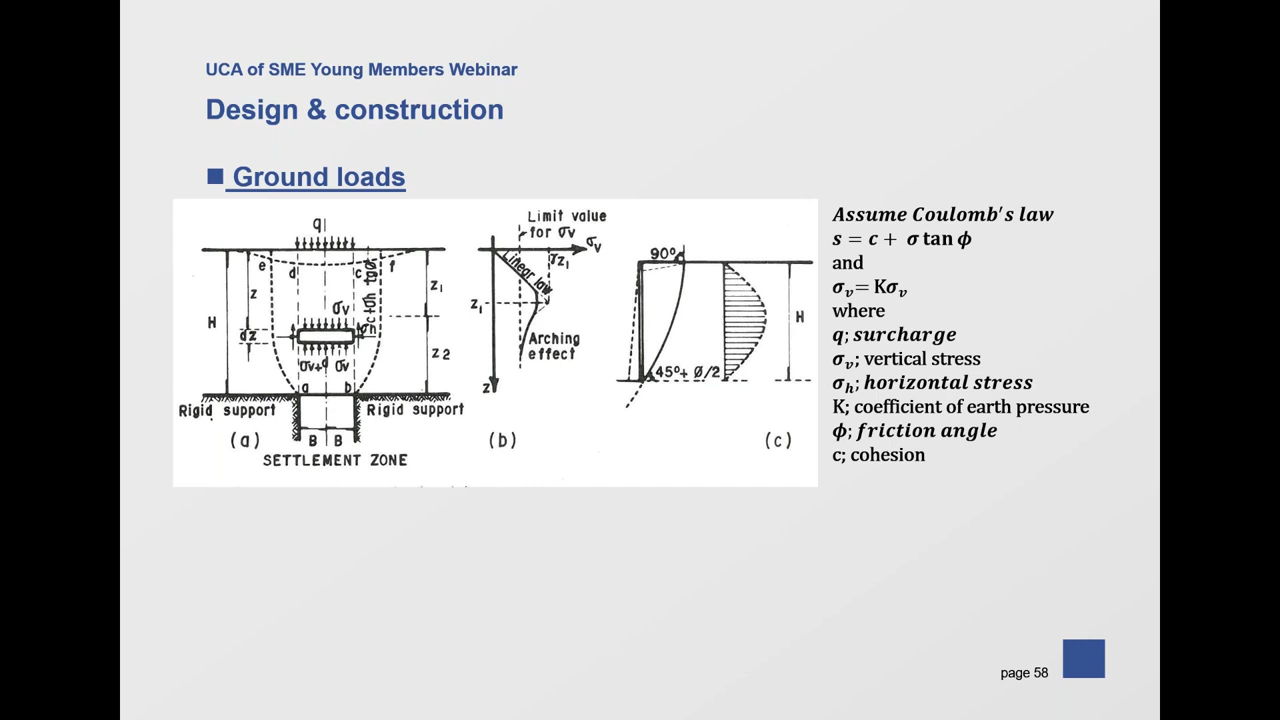 UCA of SME Young Members Webinar
Design & construction
Ground loads
q
e
d
c
f
z
H
dz
σv
c+σh tgø
z₁
z₂
σv+d σv
a
b
Rigid support
Rigid support
(a)
B
B
SETTLEMENT ZONE
Limit value
for σv
σv
γz₁
Linear law
z₁
Arching
effect
z
(b)
90°
H
45°+ Ø/2
(c)
Assume Coulomb's law
s = c + σ tan ϕ
and
σᵥ= Kσᵥ
where
q; surcharge
σᵥ; vertical stress
σₕ; horizontal stress
K; coefficient of earth pressure
ϕ; friction angle
c; cohesion
page 58